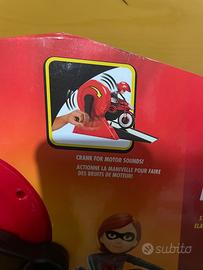 CRANK FOR MOTOR SOUNDS!
ACTIONNE LA MANIVELLE POUR FAIRE
DES BRUITS DE MOTEUR!
subito